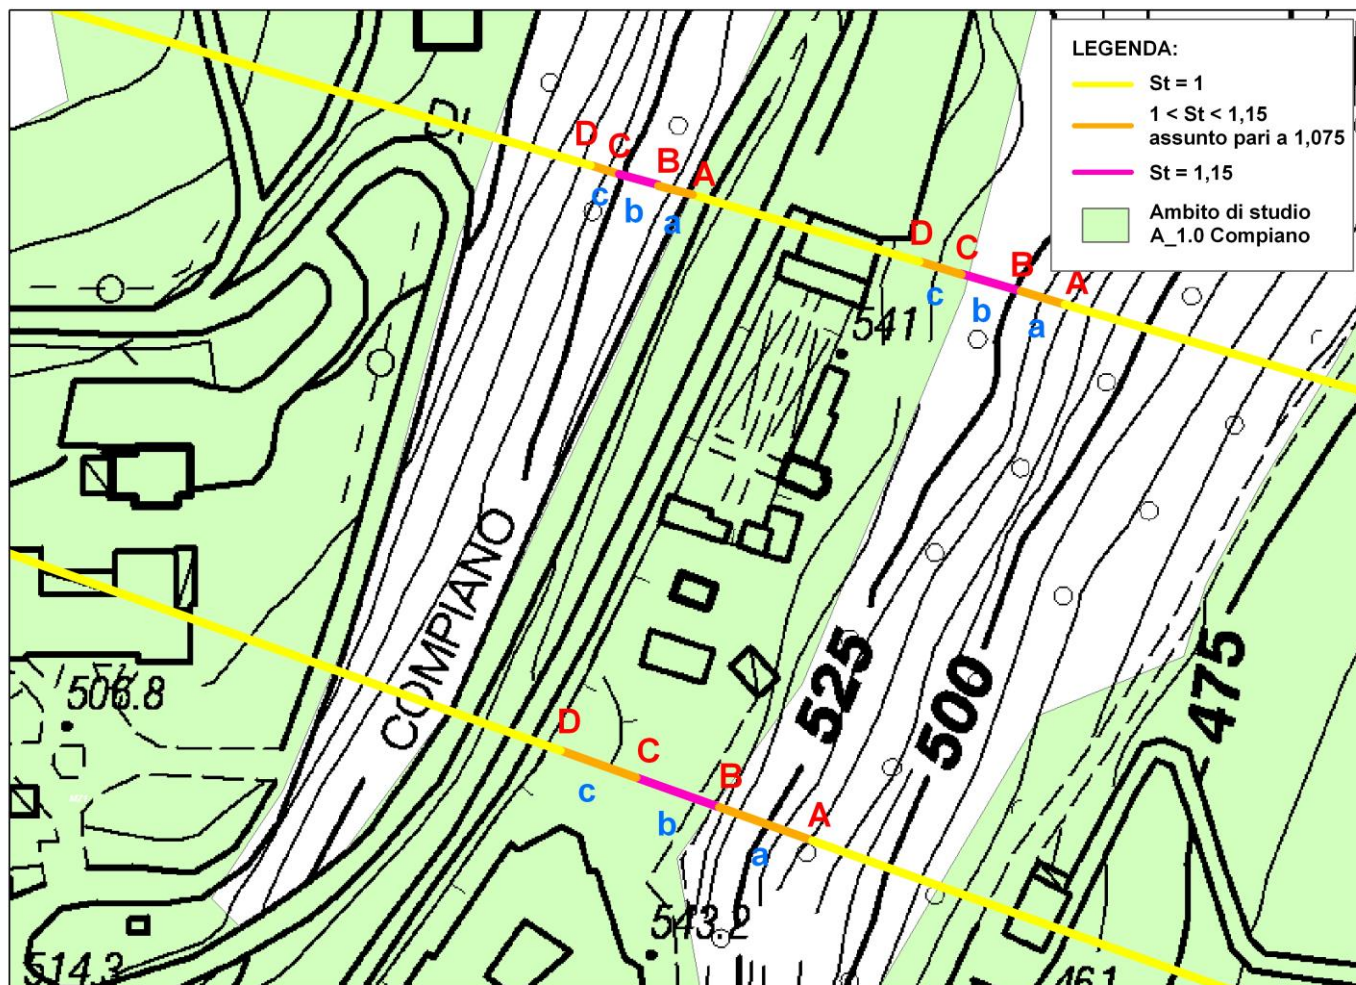 LEGENDA:
St = 1
1 < St < 1,15
assunto pari a 1,075
St = 1,15
Ambito di studio
A_1.0 Compiano
DI
D C B A
c b a
D C B A
c b a
541
COMPIANO
525
500
475
506.8
D C B A
c b a
543.2
514.3
461